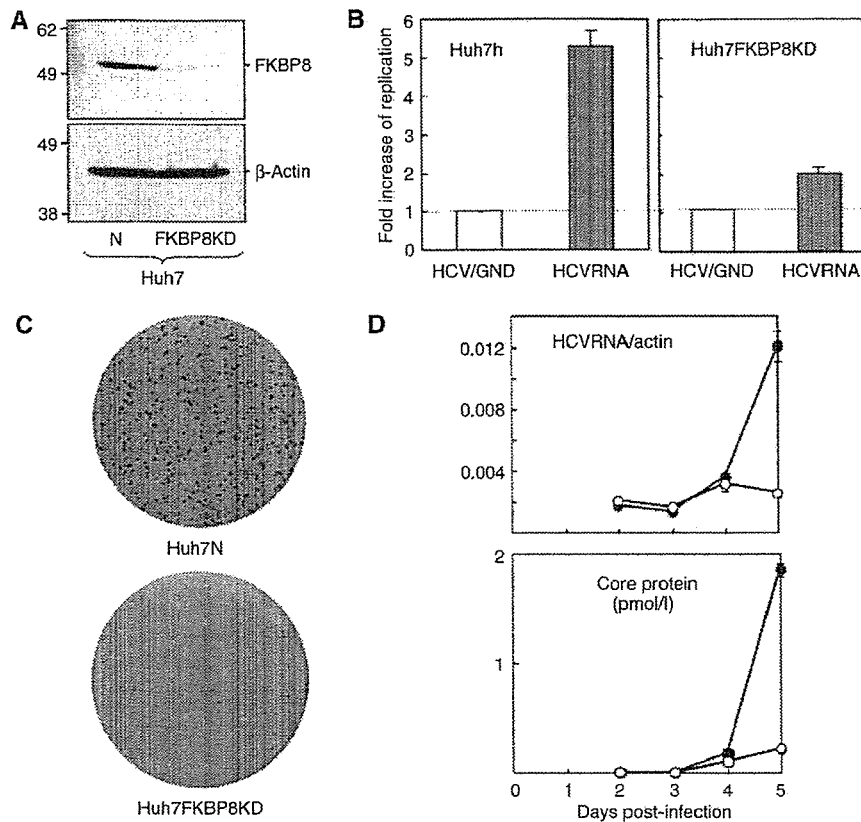 A
62
49
FKBP8
49
β-Actin
38
N FKBP8KD
Huh7
B
Fold increase of replication
6
5
4
3
2
1
0
Huh7h
Huh7FKBP8KD
HCV/GND HCVRNA HCV/GND HCVRNA
C
Huh7N
Huh7FKBP8KD
D
HCVRNA/actin
0.012
0.008
0.004
2
Core protein
(pmol/l)
1
0 1 2 3 4 5
Days post-infection